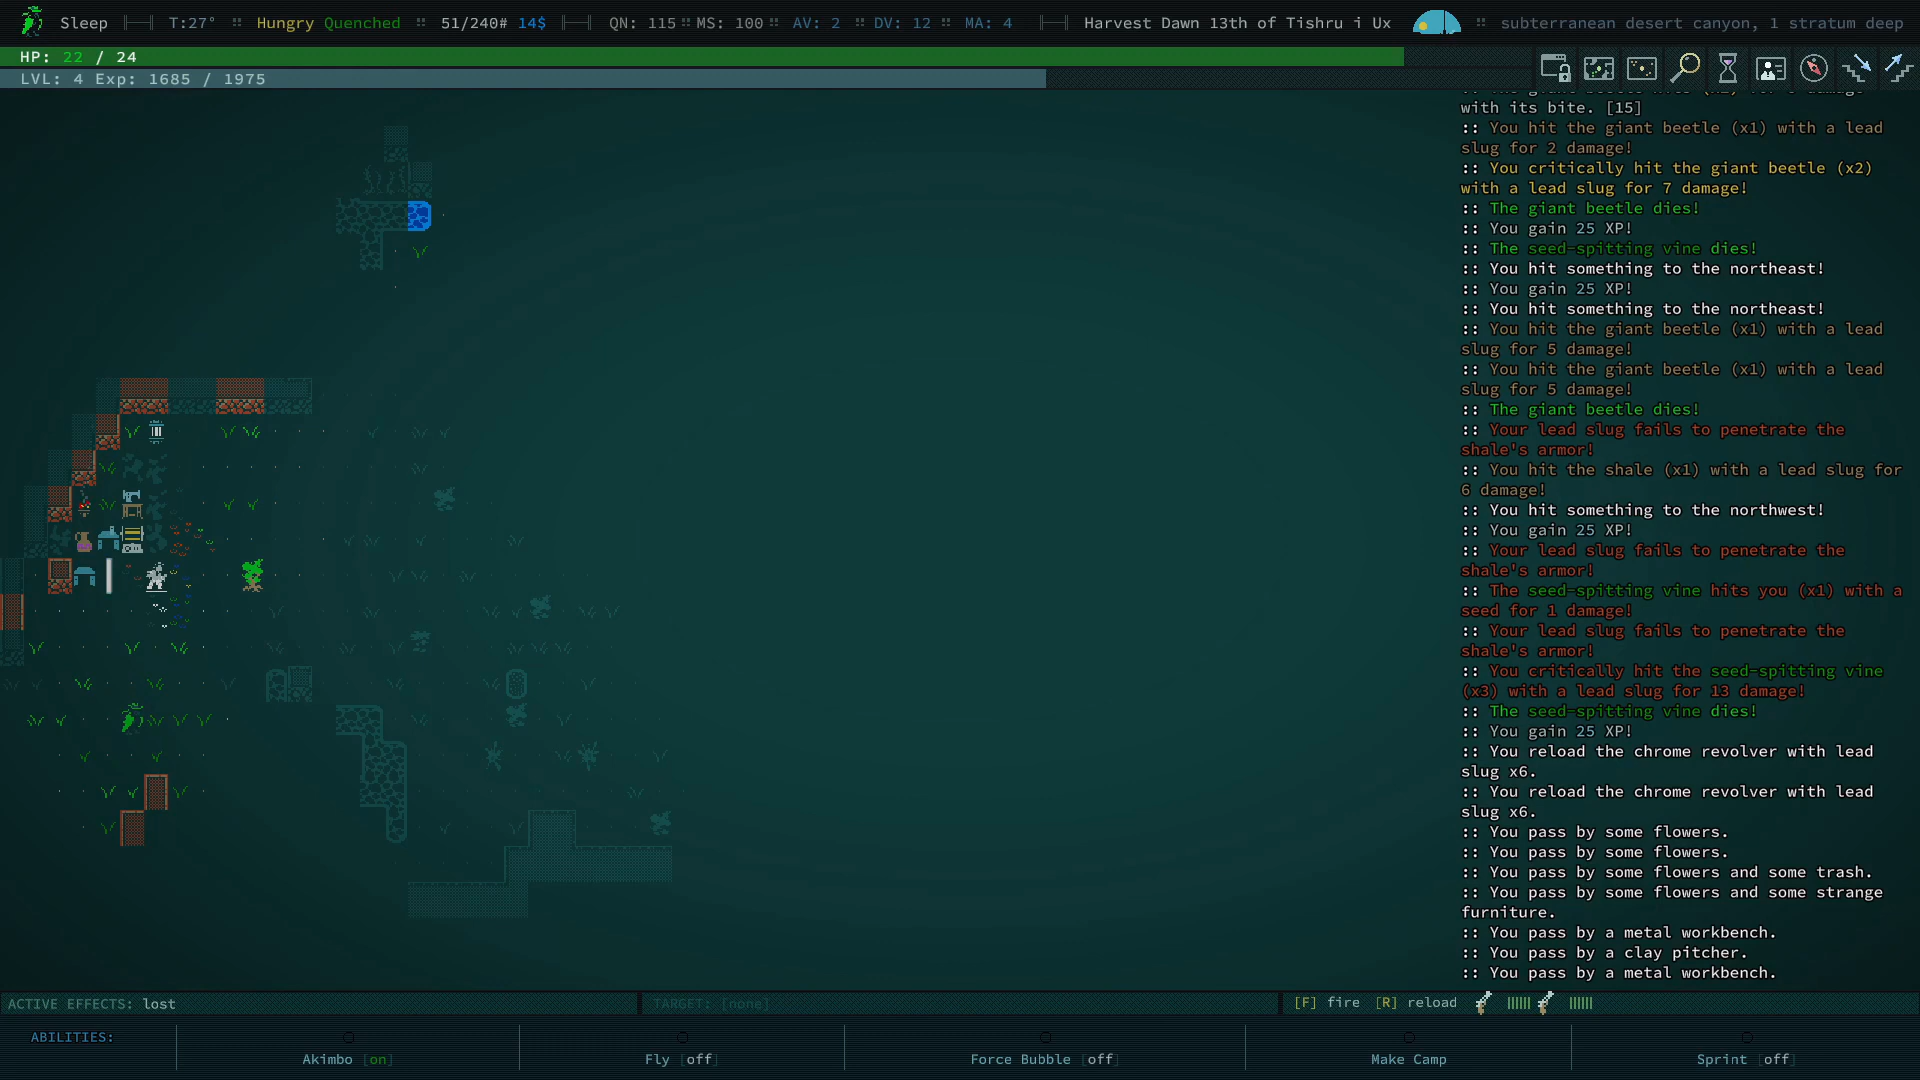 Sleep T:27° :: Hungry Quenched :: 51/240# 14$ QN: 115 :: MS: 100 :: AV: 2 :: DV: 12 :: MA: 4 Harvest Dawn 13th of Tishru i Ux :: subterranean desert canyon, 1 stratum deep
HP: 22 / 24
LVL: 4 Exp: 1685 / 1975
with its bite. [15]
:: You hit the giant beetle (x1) with a lead
slug for 2 damage!
:: You critically hit the giant beetle (x2)
with a lead slug for 7 damage!
:: The giant beetle dies!
:: You gain 25 XP!
:: The seed-spitting vine dies!
:: You hit something to the northeast!
:: You gain 25 XP!
:: You hit something to the northeast!
:: You hit the giant beetle (x1) with a lead
slug for 5 damage!
:: You hit the giant beetle (x1) with a lead
slug for 5 damage!
:: The giant beetle dies!
:: Your lead slug fails to penetrate the
shale's armor!
:: You hit the shale (x1) with a lead slug for
6 damage!
:: You hit something to the northwest!
:: You gain 25 XP!
:: Your lead slug fails to penetrate the
shale's armor!
:: The seed-spitting vine hits you (x1) with a
seed for 1 damage!
:: Your lead slug fails to penetrate the
shale's armor!
:: You critically hit the seed-spitting vine
(x3) with a lead slug for 13 damage!
:: The seed-spitting vine dies!
:: You gain 25 XP!
:: You reload the chrome revolver with lead
slug x6.
:: You reload the chrome revolver with lead
slug x6.
:: You pass by some flowers.
:: You pass by some flowers.
:: You pass by some flowers and some trash.
:: You pass by some flowers and some strange
furniture.
:: You pass by a metal workbench.
:: You pass by a clay pitcher.
:: You pass by a metal workbench.
ACTIVE EFFECTS: lost TARGET: [none] [F] fire [R] reload
ABILITIES: Akimbo [on] Fly [off] Force Bubble [off] Make Camp Sprint [off]